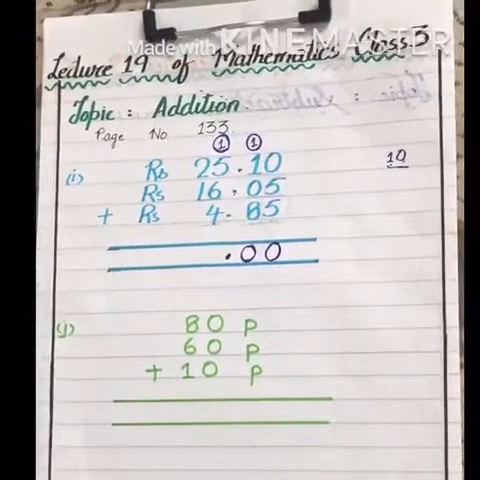 Made with KINEMASTER
Lecture 19 of Mathematics Class 3
Topic : Addition.
Page No 133.
① ①
(i) Rs 25.10
Rs 16.05
+ Rs 4.85
.00
10
(j) 80 p
60 p
+ 10 p